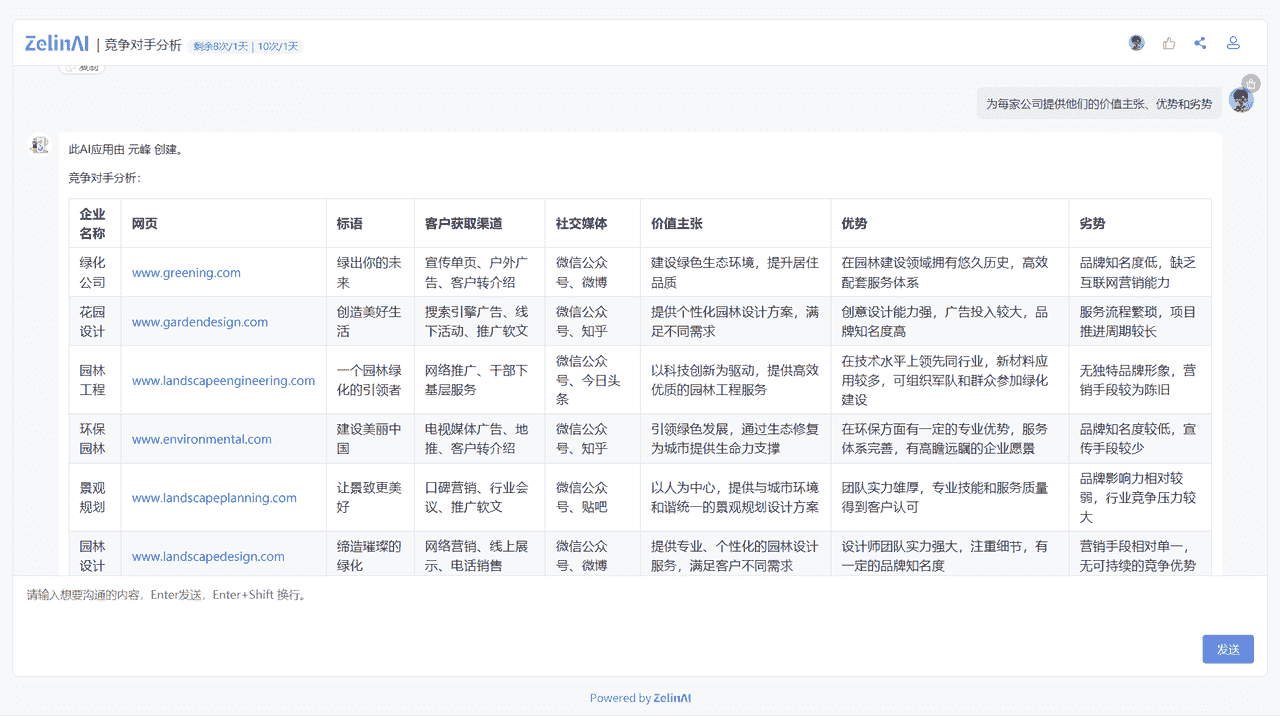 ZelinAI | 竞争对手分析 剩余8次/1天 | 10次/1天
复制
为每家公司提供他们的价值主张、优势和劣势
此AI应用由 元峰 创建。
竞争对手分析：
企业名称 网页 标语 客户获取渠道 社交媒体 价值主张 优势 劣势
绿化公司 www.greening.com 绿出你的未来 宣传单页、户外广告、客户转介绍 微信公众号、微博 建设绿色生态环境，提升居住品质 在园林建设领域拥有悠久历史，高效配套服务体系 品牌知名度低，缺乏互联网营销能力
花园设计 www.gardendesign.com 创造美好生活 搜索引擎广告、线下活动、推广软文 微信公众号、知乎 提供个性化园林设计方案，满足不同需求 创意设计能力强，广告投入较大，品牌知名度高 服务流程繁琐，项目推进周期较长
园林工程 www.landscapeengineering.com 一个园林绿化的引领者 网络推广、干部下基层服务 微信公众号、今日头条 以科技创新为驱动，提供高效优质的园林工程服务 在技术水平上领先同行业，新材料应用较多，可组织军队和群众参加绿化建设 无独特品牌形象，营销手段较为陈旧
环保园林 www.environmental.com 建设美丽中国 电视媒体广告、地推、客户转介绍 微信公众号、知乎 引领绿色发展，通过生态修复为城市提供生命力支撑 在环保方面有一定的专业优势，服务体系完善，有高瞻远瞩的企业愿景 品牌知名度较低，宣传手段较少
景观规划 www.landscapeplanning.com 让景致更美好 口碑营销、行业会议、推广软文 微信公众号、贴吧 以人为中心，提供与城市环境和谐统一的景观规划设计方案 团队实力雄厚，专业技能和服务质量得到客户认可 品牌影响力相对较弱，行业竞争压力较大
园林设计 www.landscapedesign.com 缔造璀璨的绿化 网络营销、线上展示、电话销售 微信公众号、微博 提供专业、个性化的园林设计服务，满足客户不同需求 设计师团队实力强大，注重细节，有一定的品牌知名度 营销手段相对单一，无可持续的竞争优势
请输入想要沟通的内容，Enter发送，Enter+Shift 换行。
发送
Powered by ZelinAI